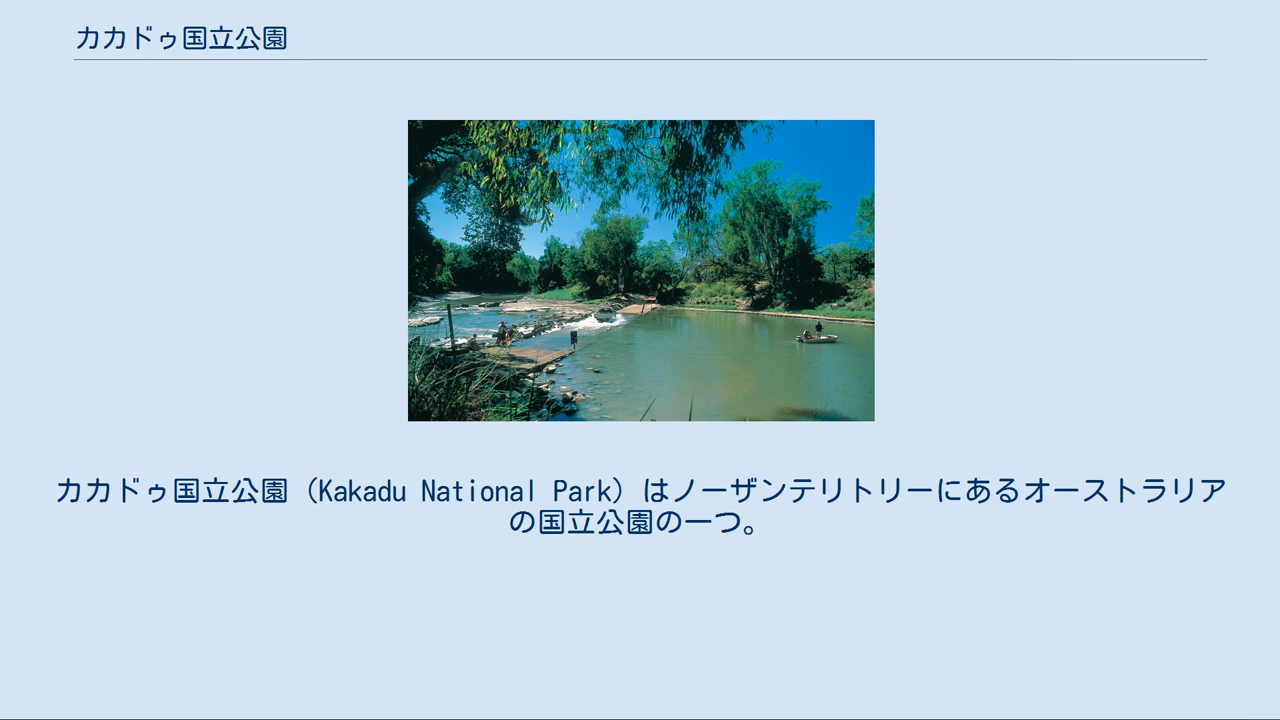 カカドゥ国立公園
カカドゥ国立公園（Kakadu National Park）はノーザンテリトリーにあるオーストラリア
の国立公園の一つ。